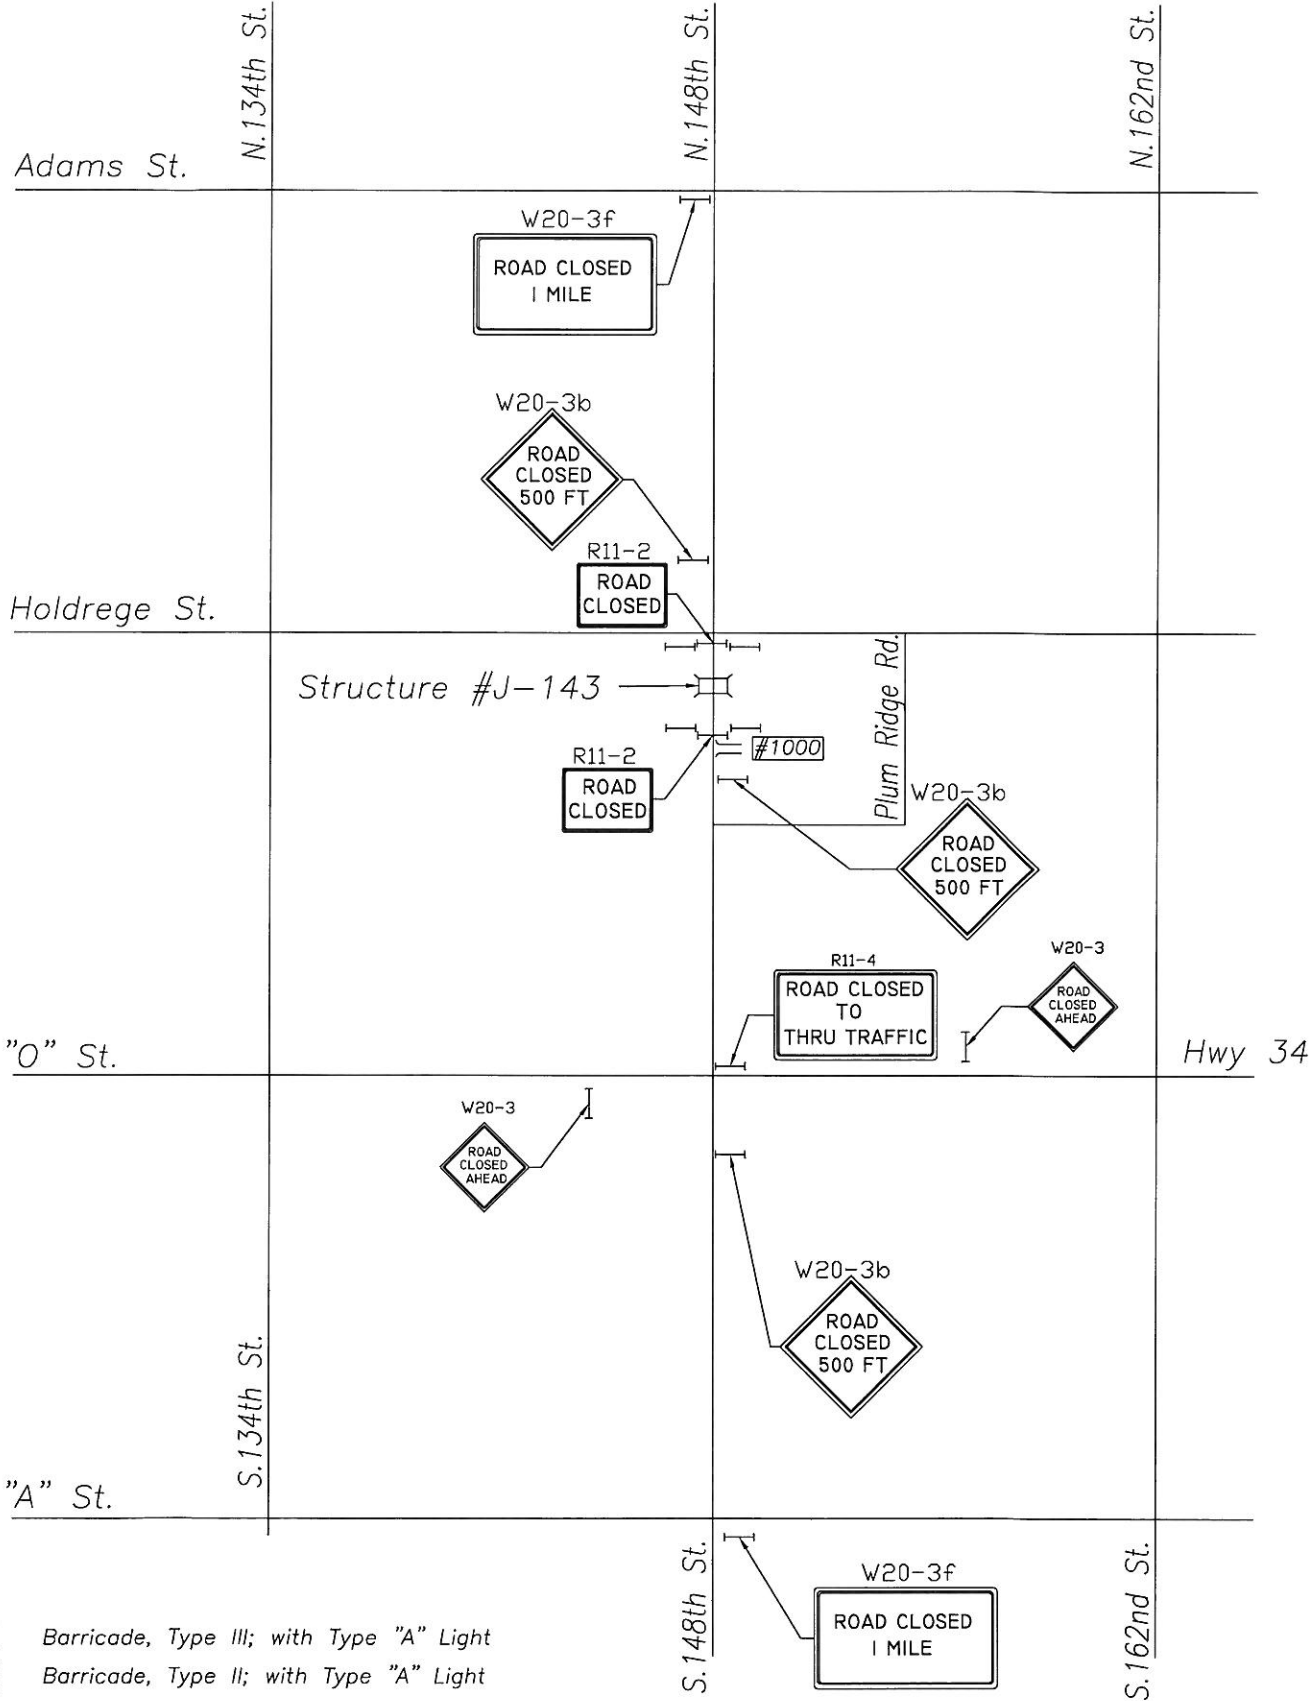 N.134th St.
N.148th St.
N.162nd St.
Adams St.
W20-3f
ROAD CLOSED
1 MILE
W20-3b
ROAD
CLOSED
500 FT
R11-2
ROAD
CLOSED
Holdrege St.
Structure #J-143
Plum Ridge Rd.
#1000
R11-2
ROAD
CLOSED
W20-3b
ROAD
CLOSED
500 FT
R11-4
ROAD CLOSED
TO
THRU TRAFFIC
W20-3
ROAD
CLOSED
AHEAD
"O" St.
Hwy 34
W20-3
ROAD
CLOSED
AHEAD
W20-3b
ROAD
CLOSED
500 FT
S.134th St.
"A" St.
S.148th St.
S.162nd St.
W20-3f
ROAD CLOSED
1 MILE
Barricade, Type III; with Type "A" Light
Barricade, Type II; with Type "A" Light